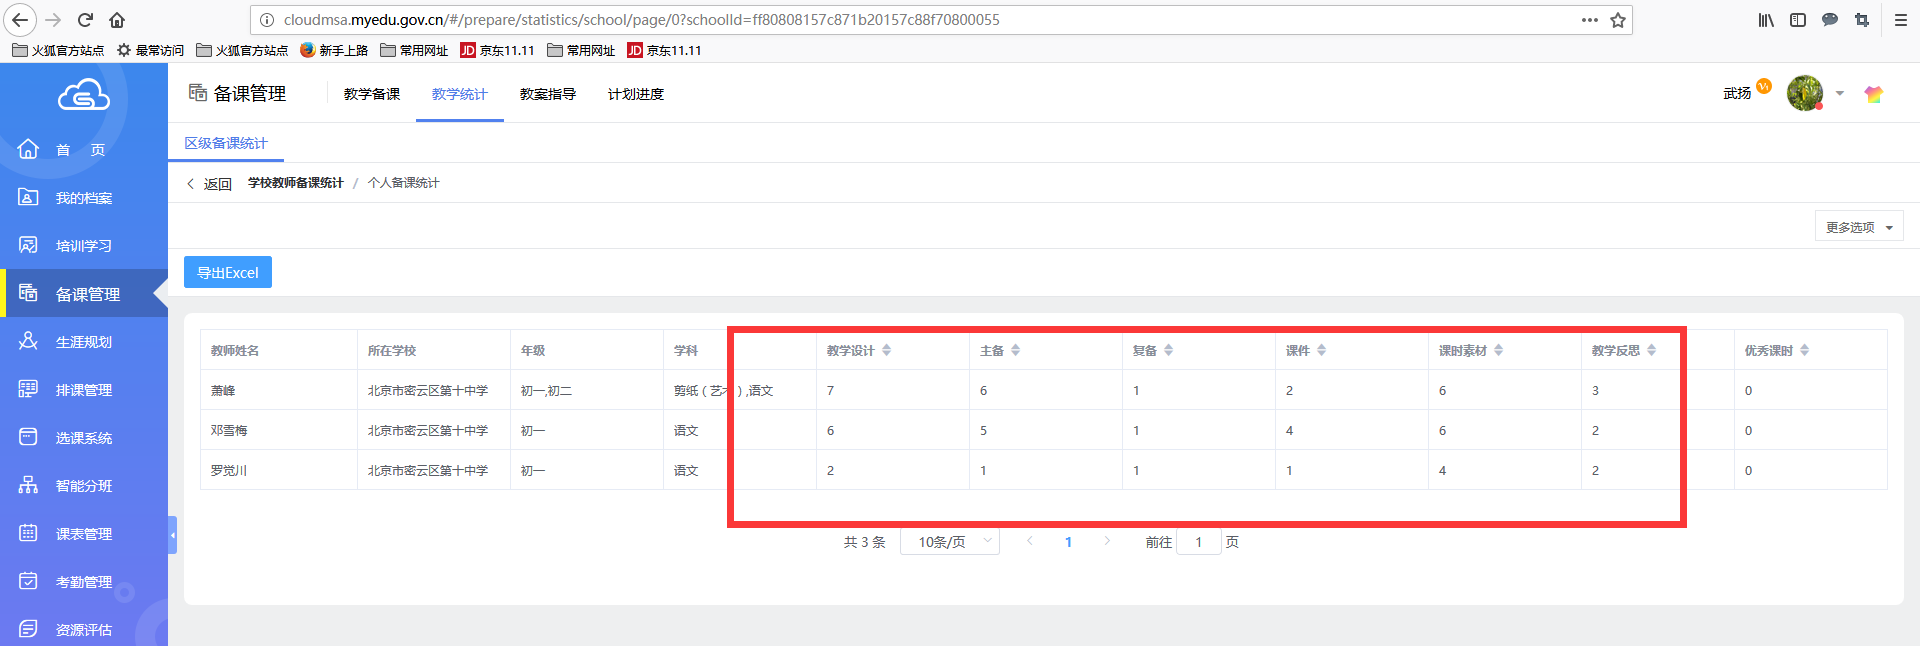 cloudmsa.myedu.gov.cn/#/prepare/statistics/school/page/0?schoolId=ff80808157c871b20157c88f70800055
火狐官方站点 最常访问 火狐官方站点 新手上路 常用网址 JD 京东11.11 常用网址 JD 京东11.11
备课管理 教学备课 教学统计 教案指导 计划进度 武扬 V1
区级备课统计
返回 学校教师备课统计 / 个人备课统计
更多选项
导出Excel
首 页
我的档案
培训学习
备课管理
生涯规划
排课管理
选课系统
智能分班
课表管理
考勤管理
资源评估
教师姓名 所在学校 年级 学科 教学设计 主备 复备 课件 课时素材 教学反思 优秀课时
萧峰 北京市密云区第十中学 初一,初二 剪纸（艺术）,语文 7 6 1 2 6 3 0
邓雪梅 北京市密云区第十中学 初一 语文 6 5 1 4 6 2 0
罗觉川 北京市密云区第十中学 初一 语文 2 1 1 1 4 2 0
共 3 条 10条/页 1 前往 1 页